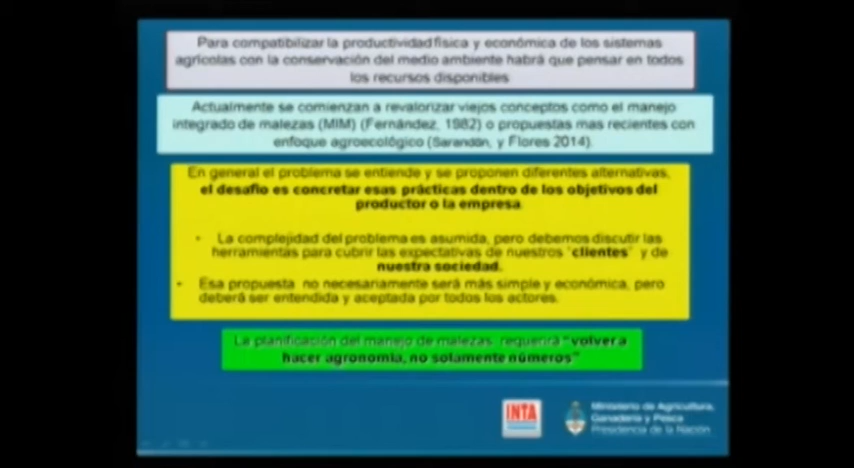 Para compatibilizar la productividad física y económica de los sistemas
agrícolas con la conservación del medio ambiente habrá que pensar en todos
los recursos disponibles
Actualmente se comienzan a revalorizar viejos conceptos como el manejo
integrado de malezas (MIM) (Fernández, 1982) o propuestas mas recientes con
enfoque agroecológico (Sarandón, y Flores 2014).
En general el problema se entiende y se proponen diferentes alternativas,
el desafío es concretar esas prácticas dentro de los objetivos del
productor o la empresa
• La complejidad del problema es asumida, pero debemos discutir las
herramientas para cubrir las expectativas de nuestros "clientes" y de
nuestra sociedad.
• Esa propuesta no necesariamente será más simple y económica, pero
deberá ser entendida y aceptada por todos los actores.
La planificación del manejo de malezas requerirá "volver a
hacer agronomía, no solamente números"
INTA
Ministerio de Agricultura,
Ganadería y Pesca
Presidencia de la Nación